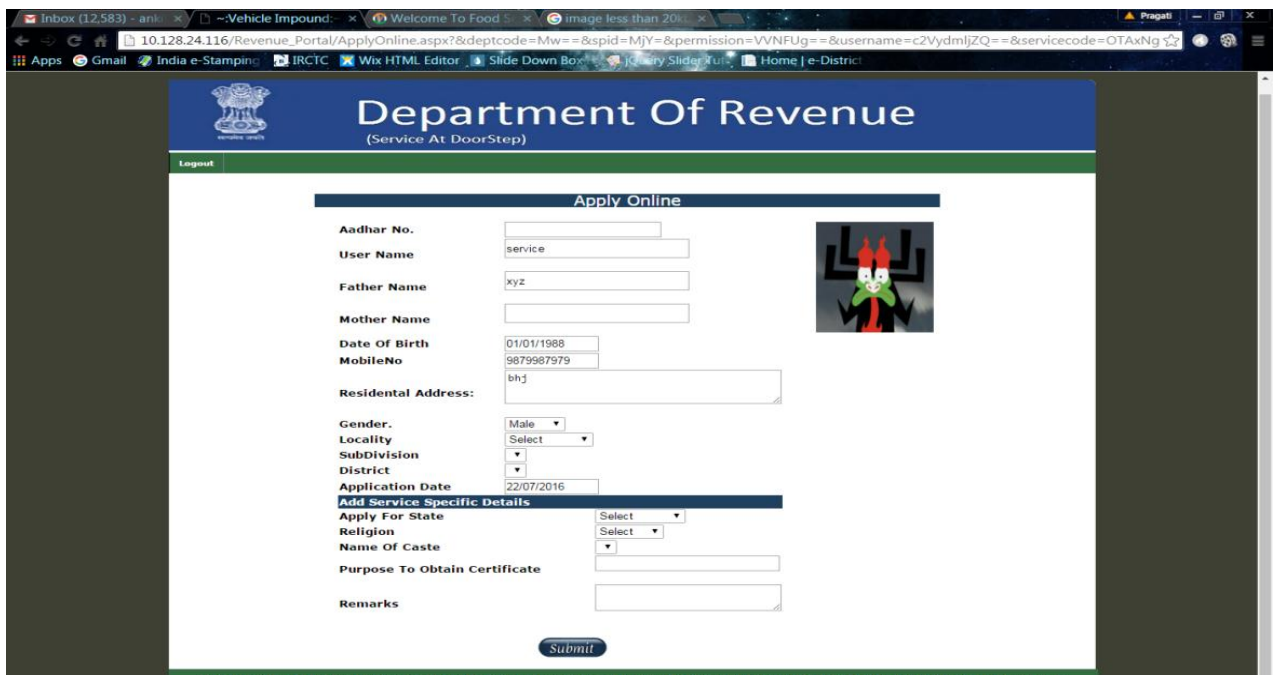 Inbox (12,583) - anki ~:Vehicle Impound:~ Welcome To Food S image less than 20kb Pragati
10.128.24.116/Revenue_Portal/ApplyOnline.aspx?&deptcode=Mw==&spid=MjY=&permission=VVNFUg==&username=c2VydmljZQ==&servicecode=OTAxNg
Apps Gmail India e-Stamping IRCTC Wix HTML Editor Slide Down Box jQuery Slider Tut Home | e-District
Department Of Revenue
(Service At DoorStep)
Logout
Apply Online
Aadhar No.
User Name service
Father Name xyz
Mother Name
Date Of Birth 01/01/1988
MobileNo 9879987979
Residental Address: bhj
Gender. Male
Locality Select
SubDivision
District
Application Date 22/07/2016
Add Service Specific Details
Apply For State Select
Religion Select
Name Of Caste
Purpose To Obtain Certificate
Remarks
Submit